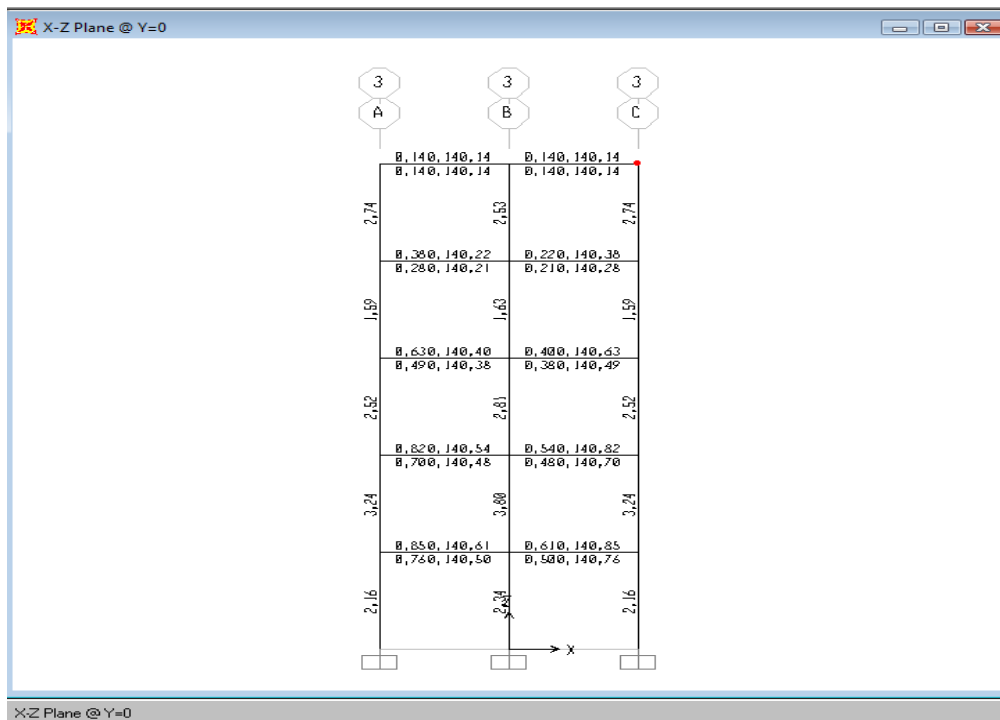 X-Z Plane @ Y=0
3 3 3
A B C
0,140,140,14 0,140,140,14
0,140,140,14 0,140,140,14
2,74 2,53 2,74
0,380,140,22 0,220,140,38
0,280,140,21 0,210,140,28
1,59 1,63 1,59
0,630,140,40 0,400,140,63
0,490,140,38 0,380,140,49
2,52 2,81 2,52
0,820,140,54 0,540,140,82
0,700,140,48 0,480,140,70
3,24 3,80 3,24
0,850,140,61 0,610,140,85
0,760,140,50 0,500,140,76
2,16 2,16
X
X-Z Plane @ Y=0